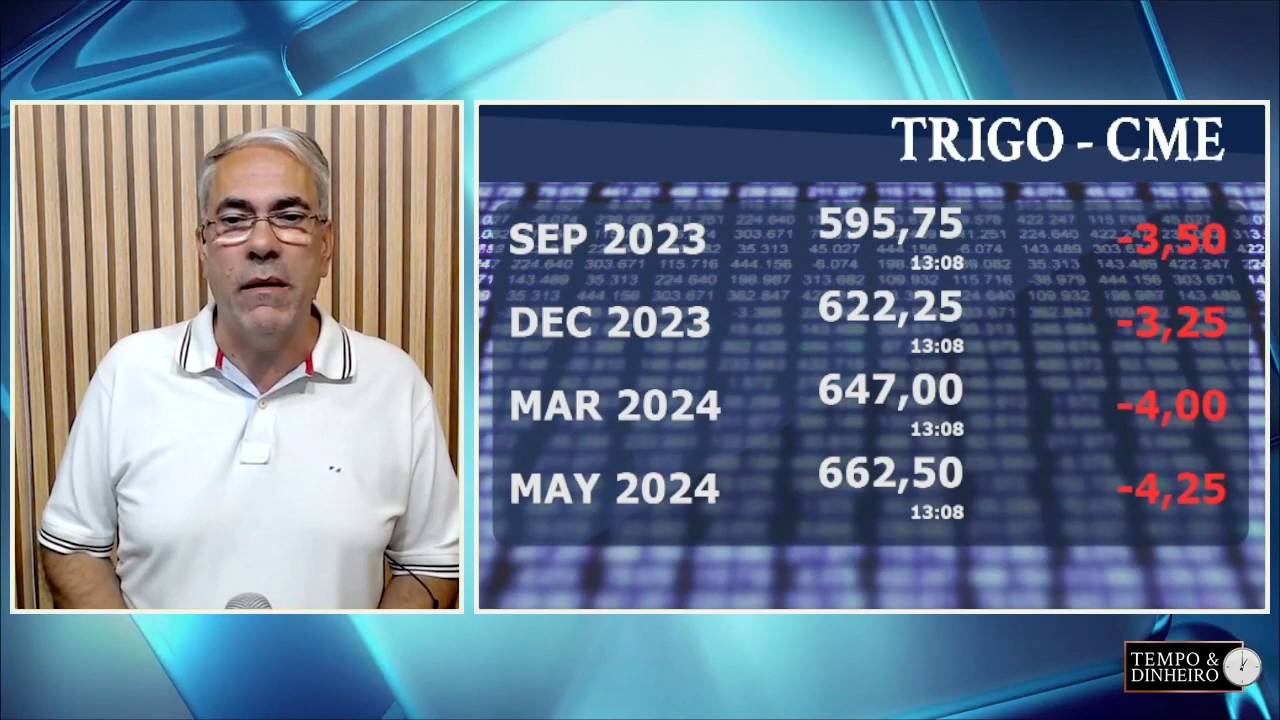 TRIGO - CME
SEP 2023 595,75 -3,50
13:08
DEC 2023 622,25 -3,25
13:08
MAR 2024 647,00 -4,00
13:08
MAY 2024 662,50 -4,25
13:08
TEMPO &
DINHEIRO